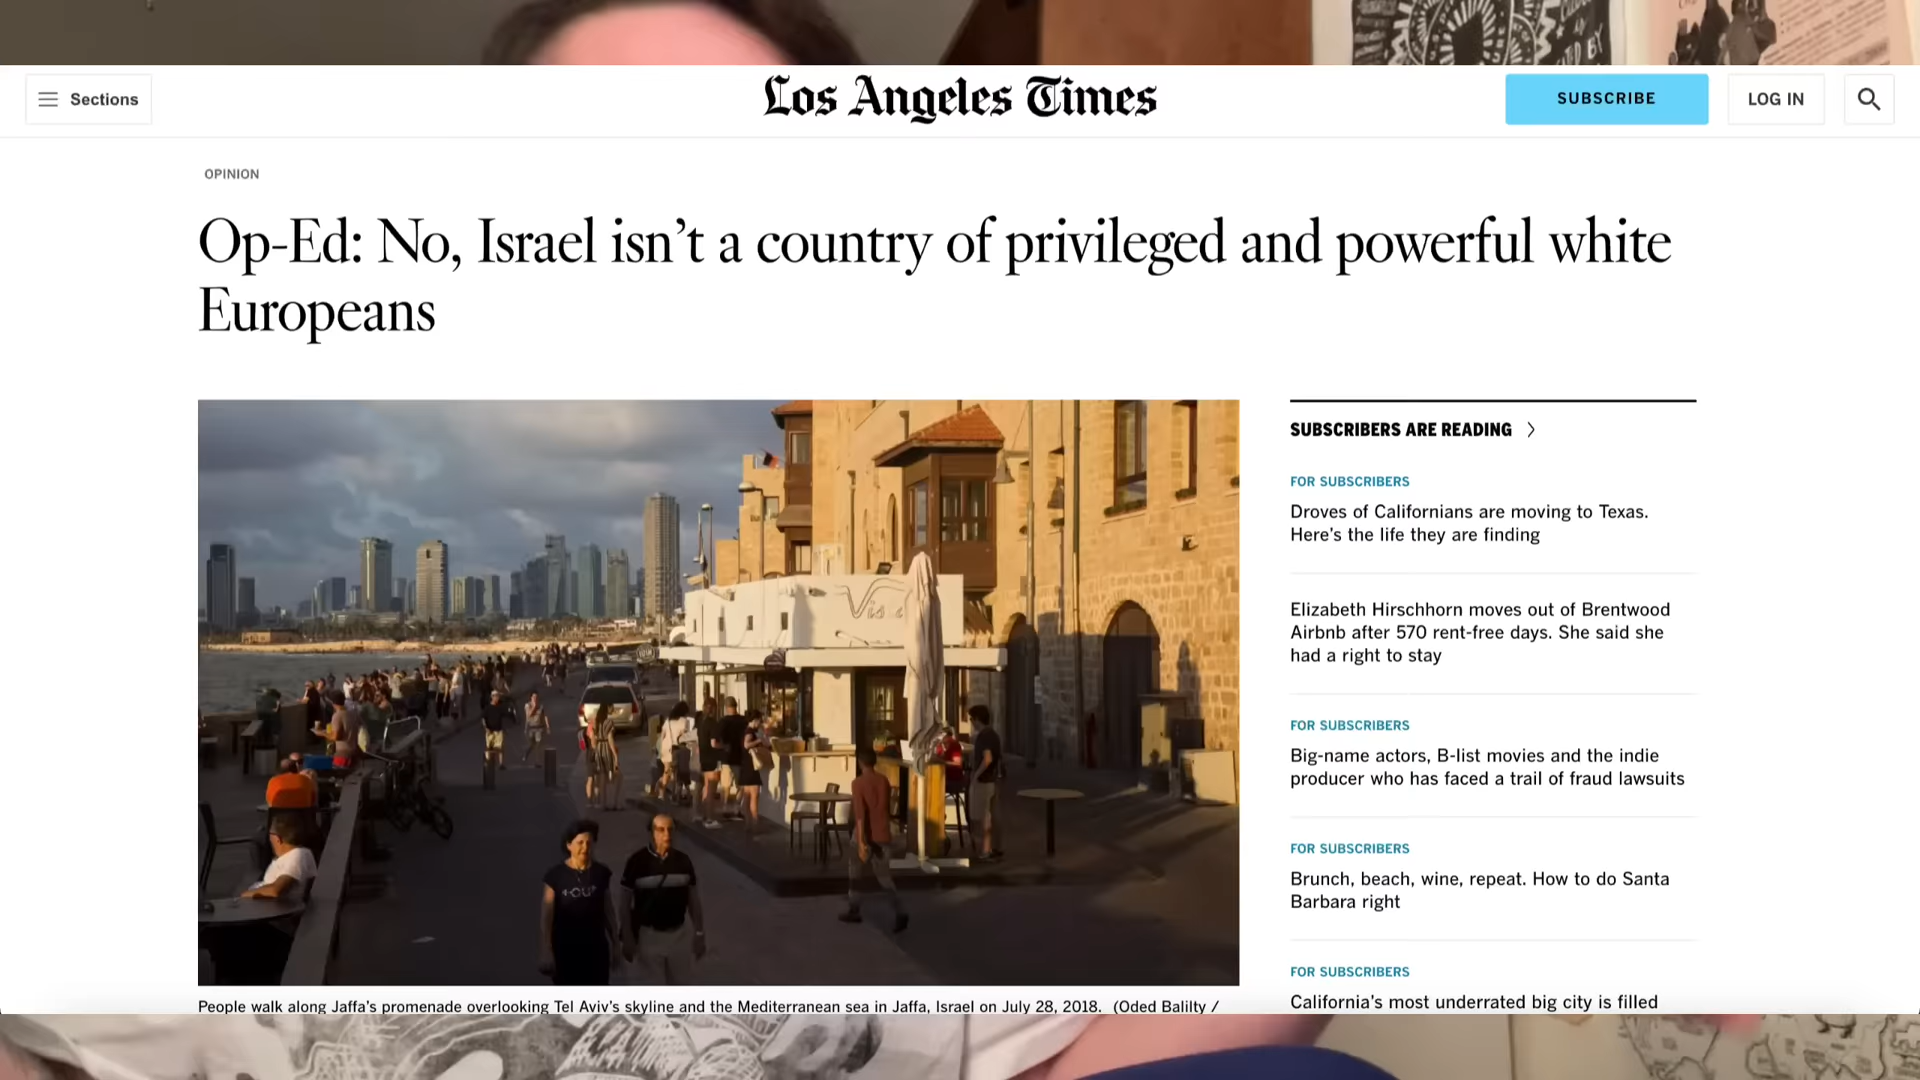 Sections
Los Angeles Times
SUBSCRIBE
LOG IN
OPINION
Op-Ed: No, Israel isn't a country of privileged and powerful white
Europeans
SUBSCRIBERS ARE READING
FOR SUBSCRIBERS
Droves of Californians are moving to Texas.
Here's the life they are finding
Elizabeth Hirschhorn moves out of Brentwood
Airbnb after 570 rent-free days. She said she
had a right to stay
FOR SUBSCRIBERS
Big-name actors, B-list movies and the indie
producer who has faced a trail of fraud lawsuits
FOR SUBSCRIBERS
Brunch, beach, wine, repeat. How to do Santa
Barbara right
FOR SUBSCRIBERS
California's most underrated big city is filled
People walk along Jaffa's promenade overlooking Tel Aviv's skyline and the Mediterranean sea in Jaffa, Israel on July 28, 2018. (Oded Balilty /